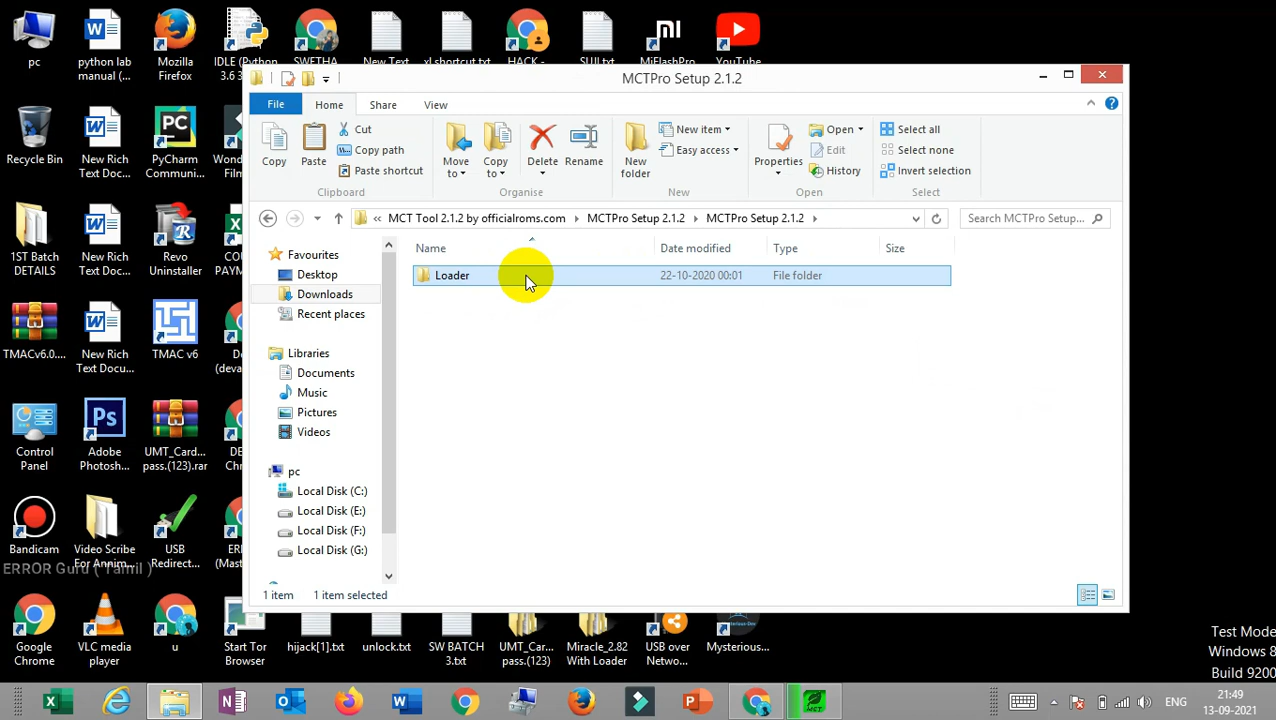 pc
python lab
manual (...
Mozilla
Firefox
IDLE (Python
3.6 3
SWETHA
New Text
xl shortcut.txt
HACK -
SUJI.txt
MiFlashPro
YouTube
MCTPro Setup 2.1.2
File
Home
Share
View
Copy
Paste
Cut
Copy path
Paste shortcut
Move
to
Copy
to
Delete
Rename
New
folder
New item
Easy access
Properties
Open
Edit
History
Select all
Select none
Invert selection
Clipboard
Organise
New
Open
Select
MCT Tool 2.1.2 by officialroms.com
MCTPro Setup 2.1.2
MCTPro Setup 2.1.2
Search MCTPro Setup...
Name
Date modified
Type
Size
Loader
22-10-2020 00:01
File folder
Favourites
Desktop
Downloads
Recent places
Libraries
Documents
Music
Pictures
Videos
pc
Local Disk (C:)
Local Disk (E:)
Local Disk (F:)
Local Disk (G:)
1 item
1 item selected
Recycle Bin
New Rich
Text Doc...
PyCharm
Communi...
1ST Batch
DETAILS
New Rich
Text Doc...
Revo
Uninstaller
TMACv6.0....
New Rich
Text Doc...
TMAC v6
Control
Panel
Adobe
Photosh...
UMT_Card...
pass.(123).rar
Bandicam
Video Scribe
For Annim...
USB
Redirect...
ERROR Guru ( Tamil )
Google
Chrome
VLC media
player
u
Start Tor
Browser
hijack[1].txt
unlock.txt
SW BATCH
3.txt
UMT_Car...
pass.(123)
Miracle_2.82
With Loader
USB over
Netwo...
Mysterious...
Test Mode
Windows 8
Build 9200
MCT
ENG
21:49
13-09-2021